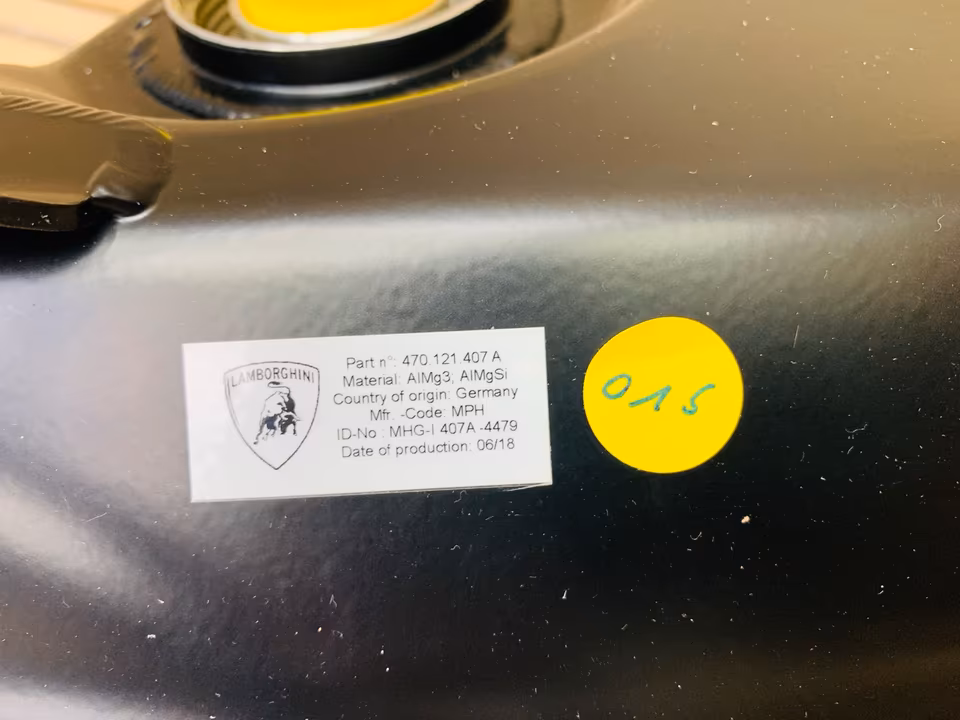 LAMBORGHINI
Part n°: 470 121 407 A
Material: AlMg3, AlMgSi
Country of origin: Germany
Mfr. -Code: MPH
ID-No : MHG-I 407A -4479
Date of production: 06/18
015